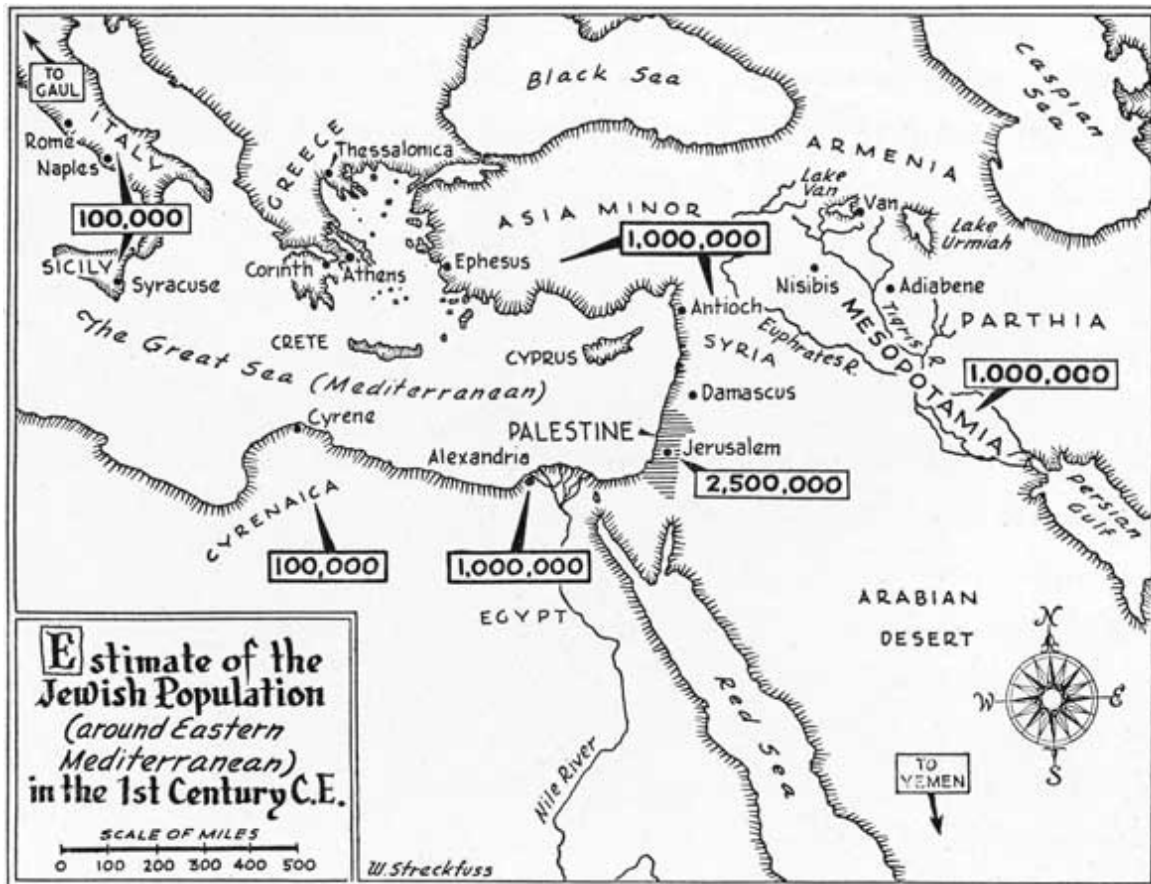 TO
GAUL
Rome
Naples
ITALY
100,000
SICILY
Syracuse
GREECE
Thessalonica
Corinth
Athens
Black Sea
Caspian
Sea
ARMENIA
Lake
Van
Van
Lake
Urmiah
ASIA MINOR
1,000,000
Ephesus
Antioch
Nisibis
Adiabene
Tigris R.
MESOPOTAMIA
PARTHIA
1,000,000
Euphrates R.
SYRIA
CRETE
CYPRUS
The Great Sea (Mediterranean)
Damascus
Cyrene
PALESTINE
Jerusalem
2,500,000
Alexandria
CYRENAICA
100,000
1,000,000
EGYPT
Persian
Gulf
ARABIAN
DESERT
Red Sea
Nile River
N
W
E
S
TO
YEMEN
Estimate of the
Jewish Population
(around Eastern
Mediterranean)
in the 1st Century C.E.
SCALE OF MILES
0 100 200 300 400 500
W. Streckfuss